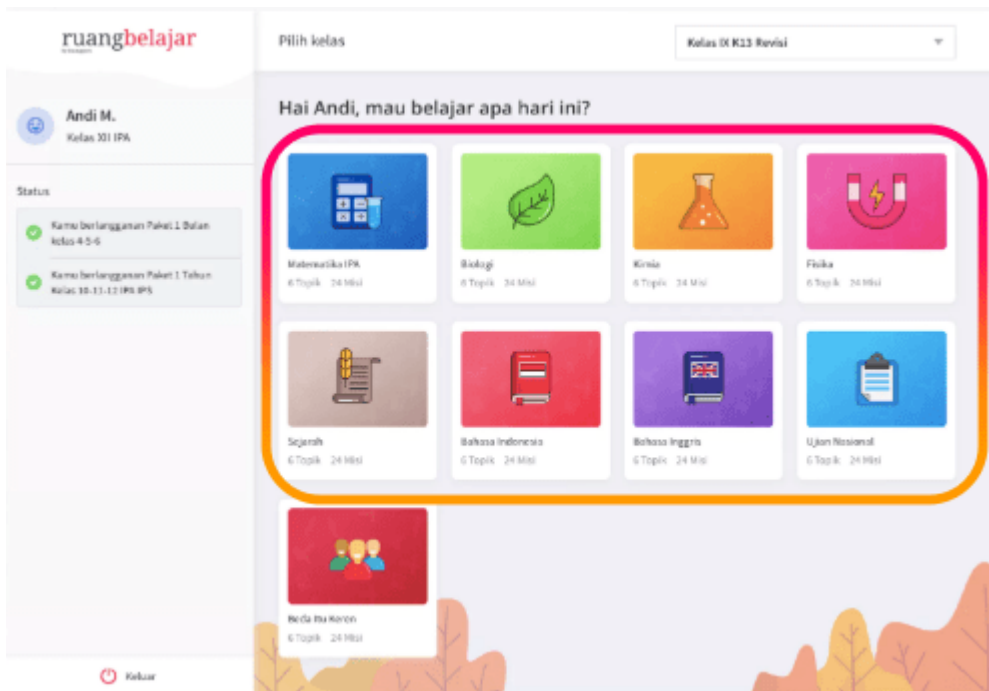 ruangbelajar
Pilih kelas
Kelas IX K13 Revisi
Andi M.
Kelas XII IPA
Status
Kamu berlangganan Paket 1 Bulan
kelas 4-5-6
Kamu berlangganan Paket 1 Tahun
Kelas 10-11-12 IPA IPS
Keluar
Hai Andi, mau belajar apa hari ini?
Matematika IPA
6 Topik 24 Misi
Biologi
6 Topik 24 Misi
Kimia
6 Topik 24 Misi
Fisika
6 Topik 24 Misi
Sejarah
6 Topik 24 Misi
Bahasa Indonesia
6 Topik 24 Misi
Bahasa Inggris
6 Topik 24 Misi
Ujian Nasional
6 Topik 24 Misi
Beda Itu Keren
6 Topik 24 Misi